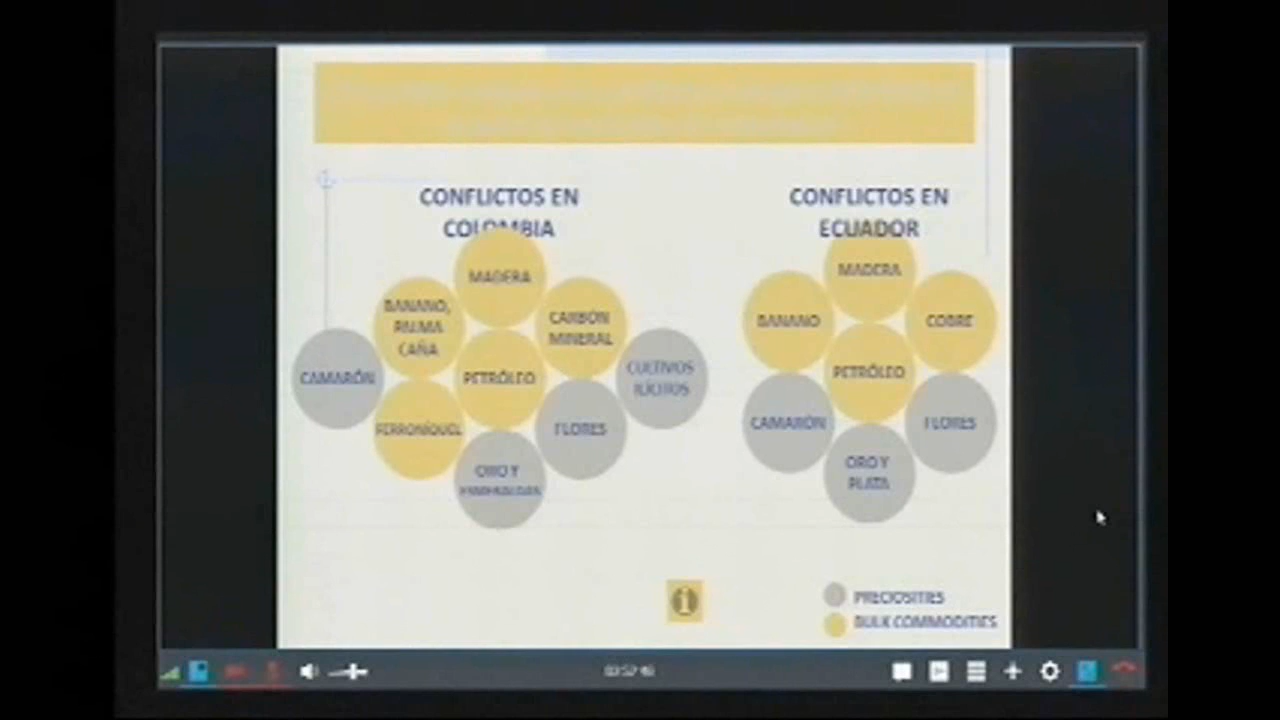 CONFLICTOS EN
COLOMBIA
MADERA
BANANO,
PALMA
CAÑA
CARBÓN
MINERAL
CAMARÓN
PETRÓLEO
CULTIVOS
ILÍCITOS
FERRONÍQUEL
FLORES
ORO Y
ESMERALDAS
CONFLICTOS EN
ECUADOR
MADERA
BANANO
COBRE
PETRÓLEO
CAMARÓN
FLORES
ORO Y
PLATA
PRECIOSITIES
BULK COMMODITIES